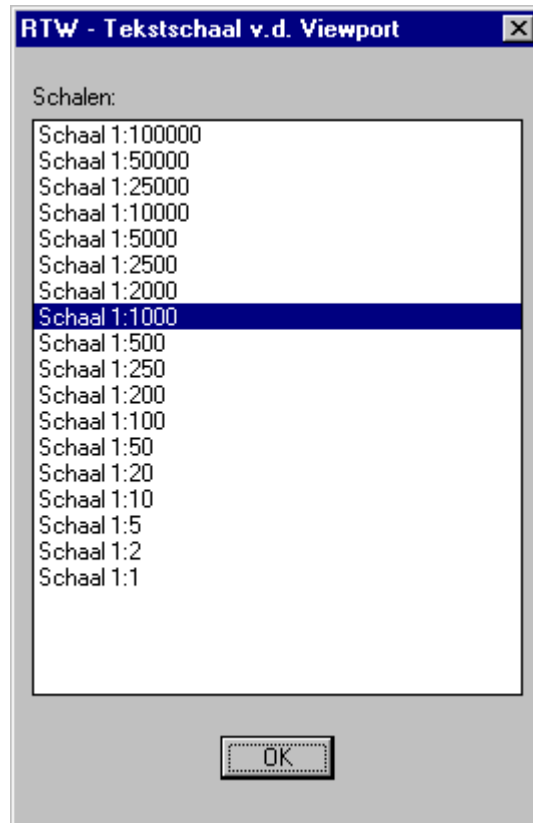 RTW - Tekstschaal v.d. Viewport
Schalen:
Schaal 1:100000
Schaal 1:50000
Schaal 1:25000
Schaal 1:10000
Schaal 1:5000
Schaal 1:2500
Schaal 1:2000
Schaal 1:1000
Schaal 1:500
Schaal 1:250
Schaal 1:200
Schaal 1:100
Schaal 1:50
Schaal 1:20
Schaal 1:10
Schaal 1:5
Schaal 1:2
Schaal 1:1
OK